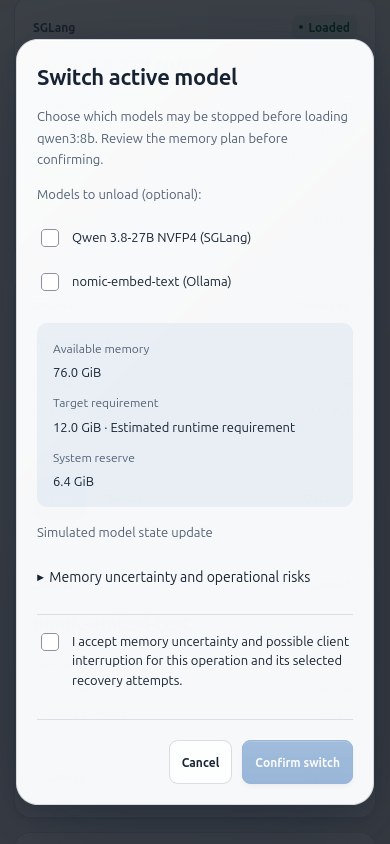 SGLang
• Loaded
Switch active model
Choose which models may be stopped before loading
qwen3:8b. Review the memory plan before
confirming.
Models to unload (optional):
Qwen 3.8-27B NVFP4 (SGLang)
nomic-embed-text (Ollama)
Available memory
76.0 GiB
Target requirement
12.0 GiB · Estimated runtime requirement
System reserve
6.4 GiB
Simulated model state update
▸ Memory uncertainty and operational risks
I accept memory uncertainty and possible client
interruption for this operation and its selected
recovery attempts.
Cancel
Confirm switch